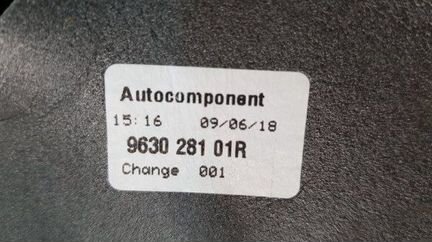 Autocomponent
15:16 09/06/18
9630 281 01R
Change 001